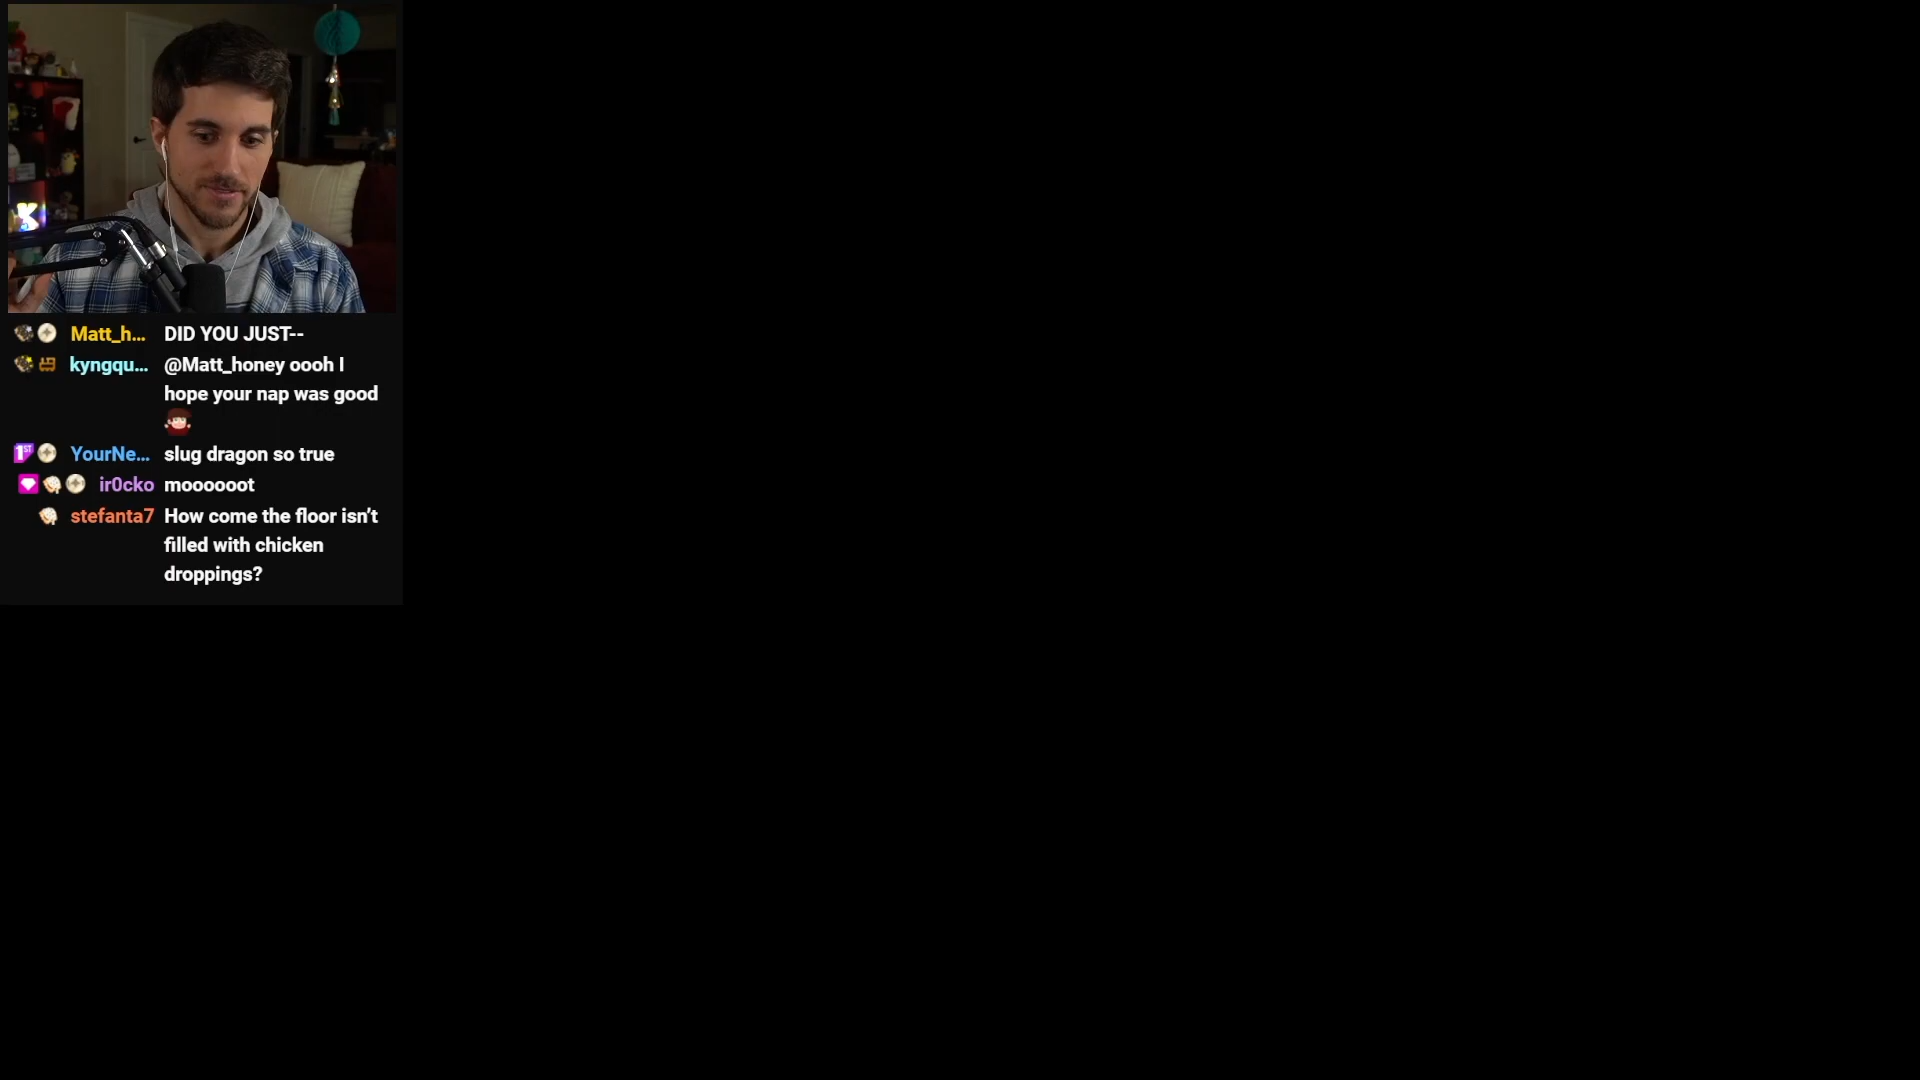 Matt_h... DID YOU JUST--
kyngqu... @Matt_honey oooh I
hope your nap was good
1ST YourNe... slug dragon so true
ir0cko moooooot
stefanta7 How come the floor isn't
filled with chicken
droppings?